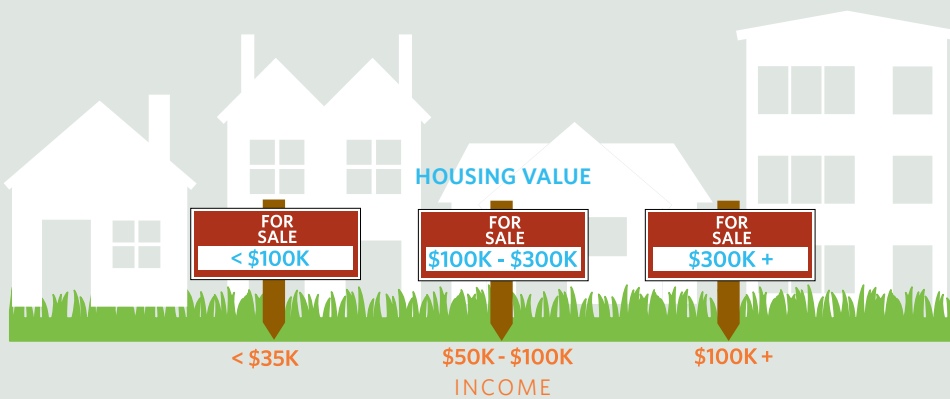 HOUSING VALUE
FOR
SALE
< $100K
FOR
SALE
$100K - $300K
FOR
SALE
$300K +
< $35K
$50K - $100K
$100K +
INCOME